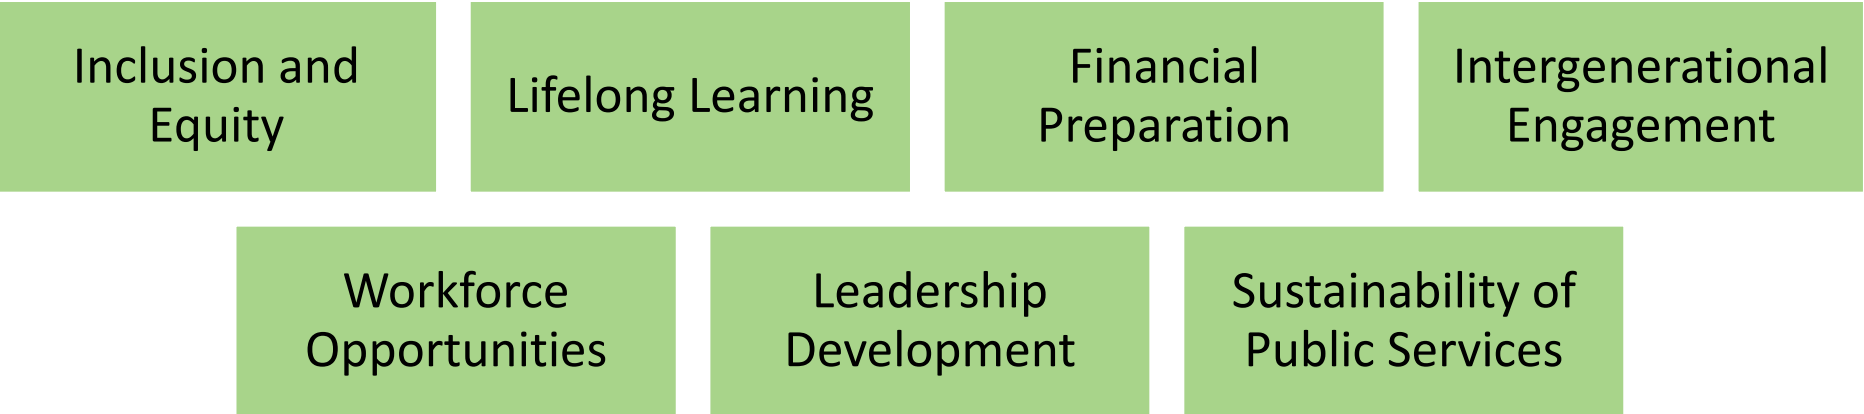 Inclusion and
Equity
Lifelong Learning
Financial
Preparation
Intergenerational
Engagement
Workforce
Opportunities
Leadership
Development
Sustainability of
Public Services